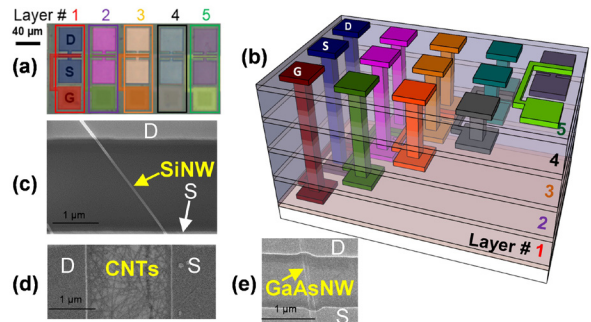 Layer # 1 2 3 4 5
40 µm
(a)
D
S
G
(b)
D
S
G
5
4
3
2
Layer # 1
(c)
D
SiNW
S
1 µm
(d)
D
CNTs
S
1 µm
(e)
D
GaAsNW
1 µm
S